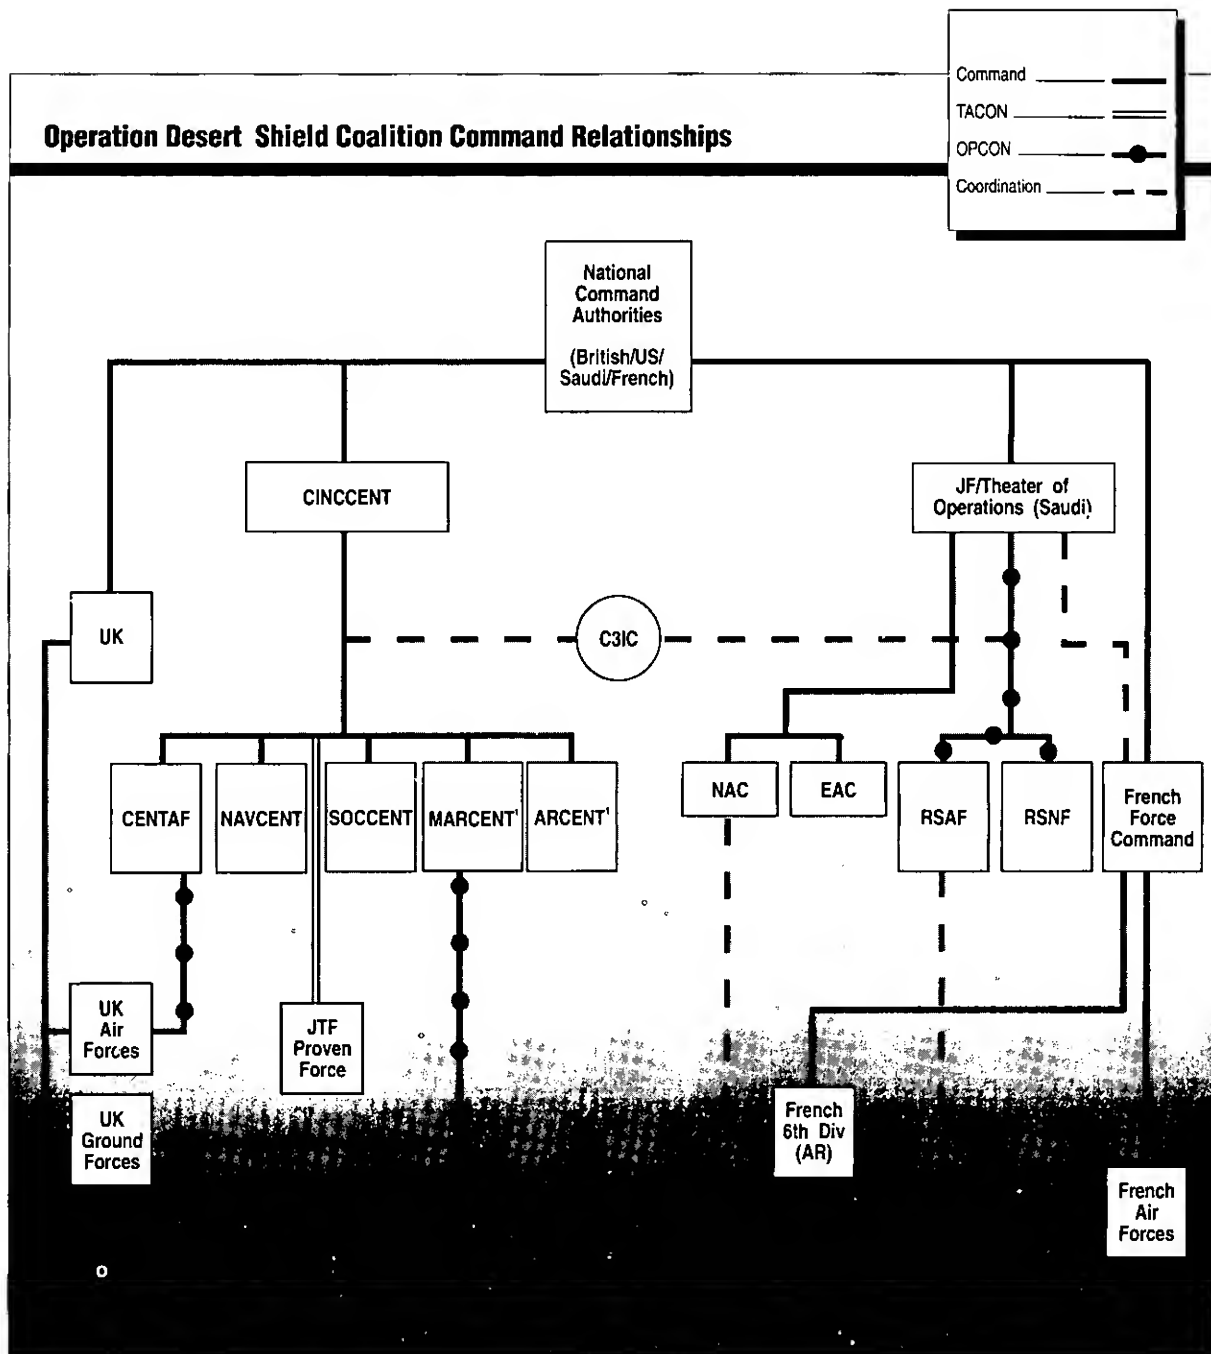 Command
TACON
OPCON
Coordination
Operation Desert Shield Coalition Command Relationships
National
Command
Authorities
(British/US/
Saudi/French)
CINCCENT
JF/Theater of
Operations (Saudi)
UK
C3IC
CENTAF
NAVCENT
SOCCENT
MARCENT¹
ARCENT¹
NAC
EAC
RSAF
RSNF
French
Force
Command
UK
Air
Forces
JTF
Proven
Force
UK
Ground
Forces
French
6th Div
(AR)
French
Air
Forces